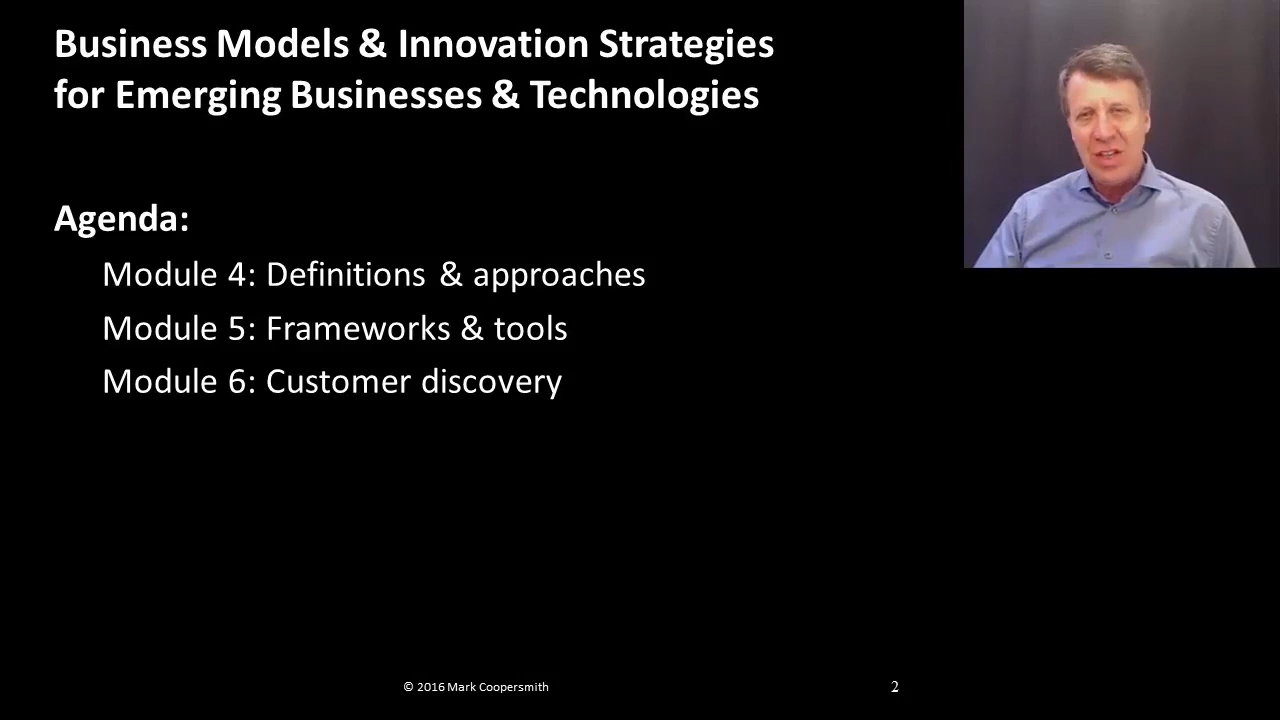 Business Models & Innovation Strategies
for Emerging Businesses & Technologies
Agenda:
Module 4: Definitions & approaches
Module 5: Frameworks & tools
Module 6: Customer discovery
© 2016 Mark Coopersmith
2